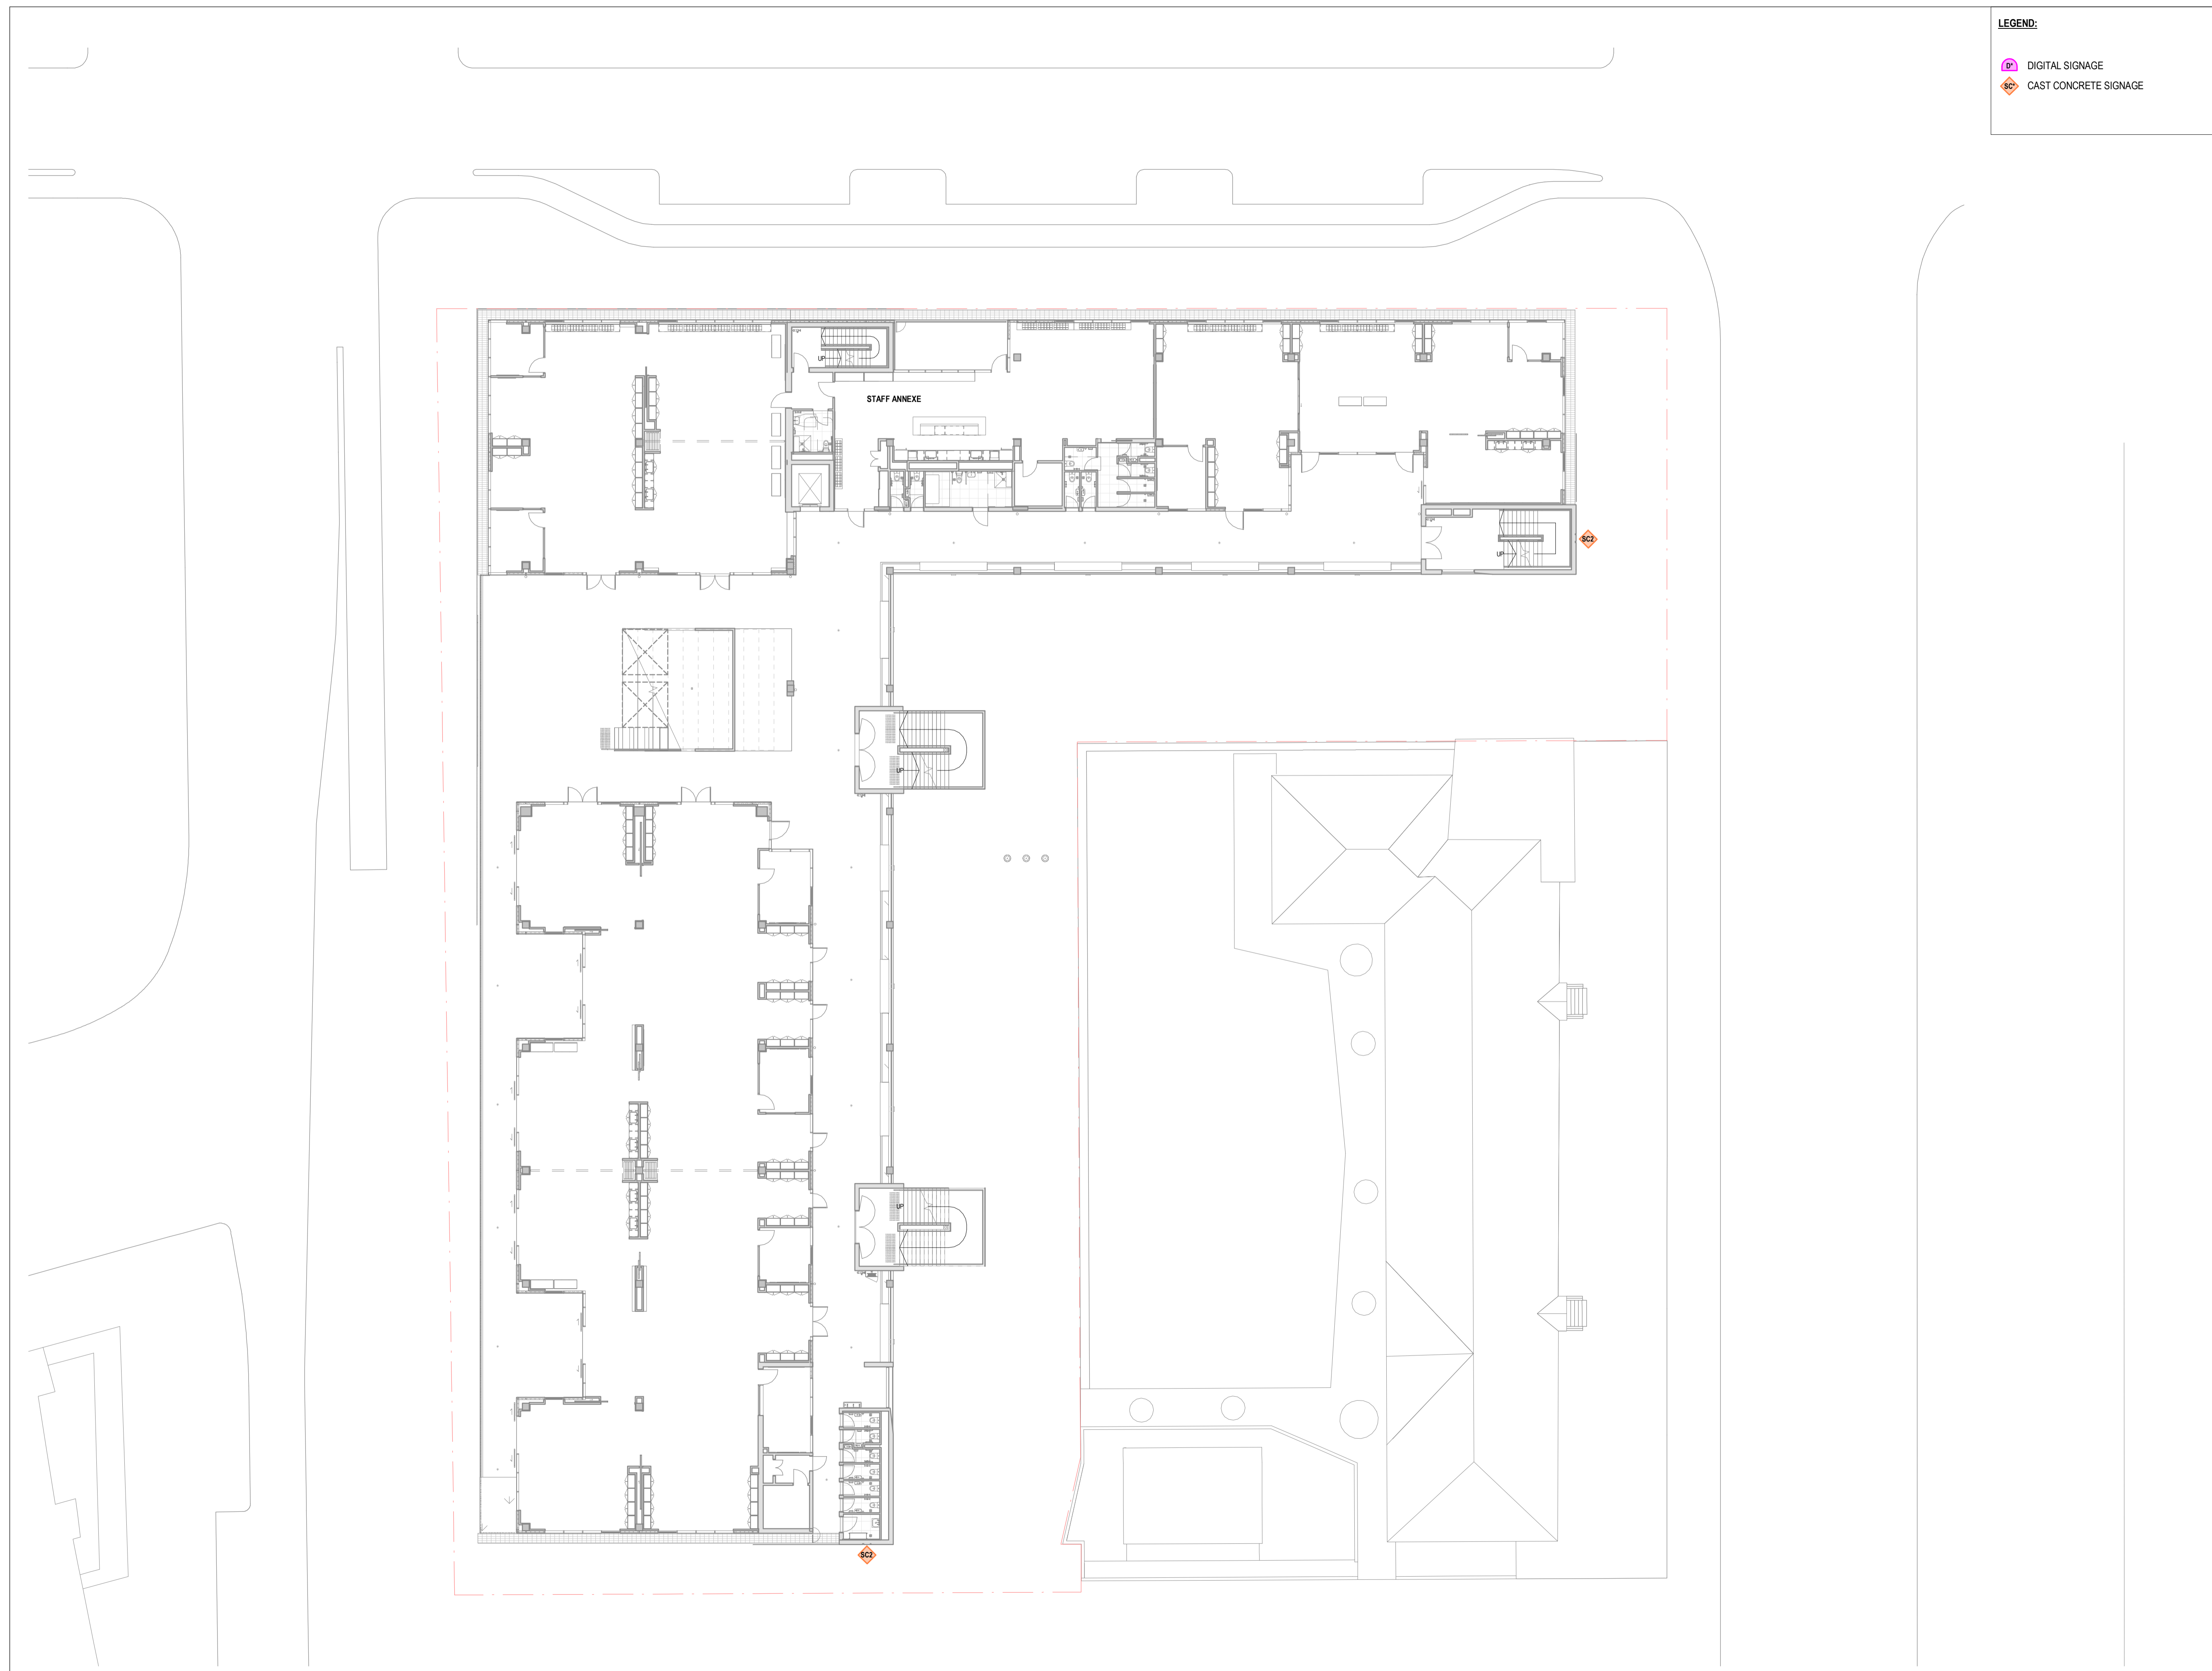 LEGEND:
D*
DIGITAL SIGNAGE
SC*
CAST CONCRETE SIGNAGE
UP
STAFF ANNEXE
SC2
UP
UP
UP
SC2